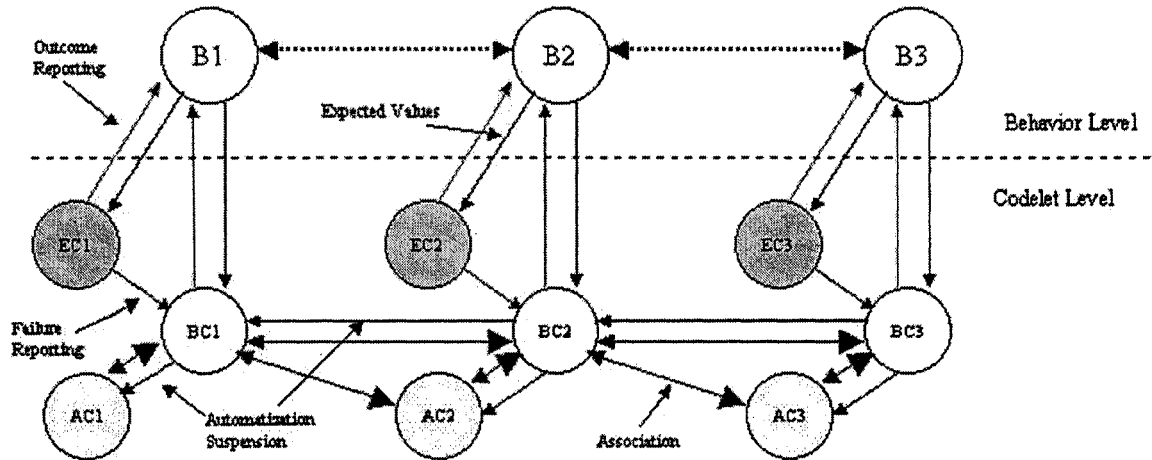 Outcome
Reporting
B1
B2
B3
Expected Values
Behavior Level
Codelet Level
EC1
EC2
EC3
Failure
Reporting
BC1
BC2
BC3
AC1
Automatization
Suspension
AC2
Association
AC3